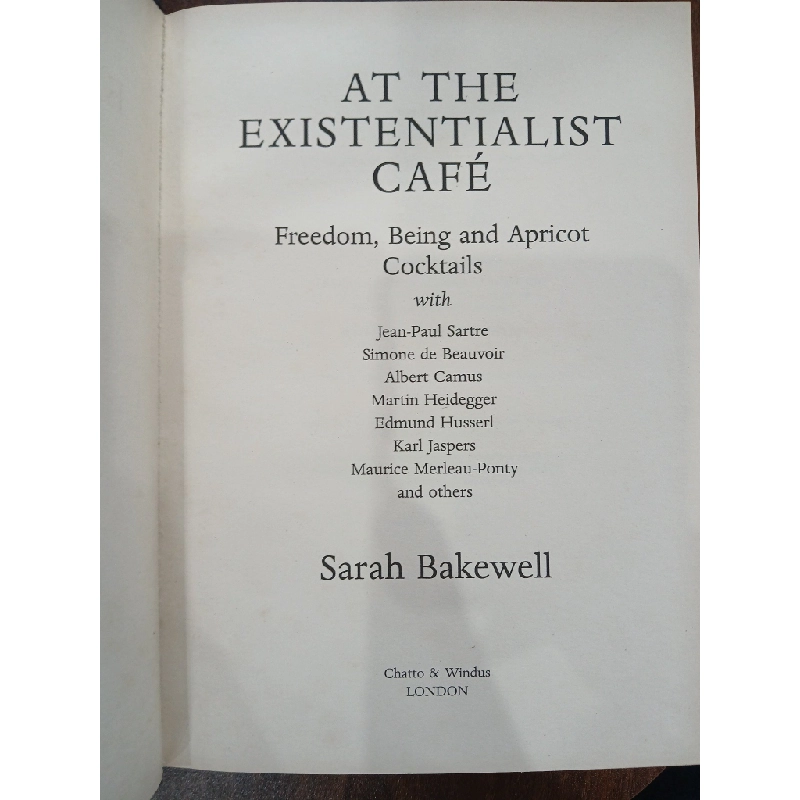 AT THE
EXISTENTIALIST
CAFÉ
Freedom, Being and Apricot
Cocktails
with
Jean-Paul Sartre
Simone de Beauvoir
Albert Camus
Martin Heidegger
Edmund Husserl
Karl Jaspers
Maurice Merleau-Ponty
and others
Sarah Bakewell
Chatto & Windus
LONDON